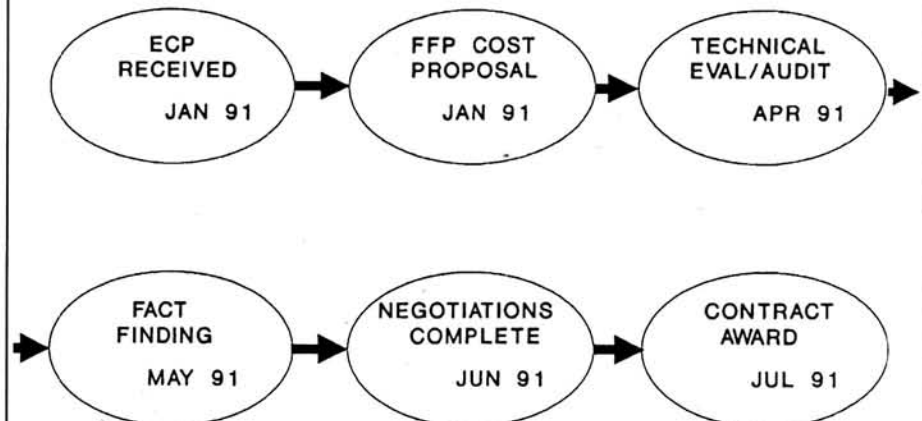 ECP
RECEIVED
JAN 91
FFP COST
PROPOSAL
JAN 91
TECHNICAL
EVAL/AUDIT
APR 91
FACT
FINDING
MAY 91
NEGOTIATIONS
COMPLETE
JUN 91
CONTRACT
AWARD
JUL 91